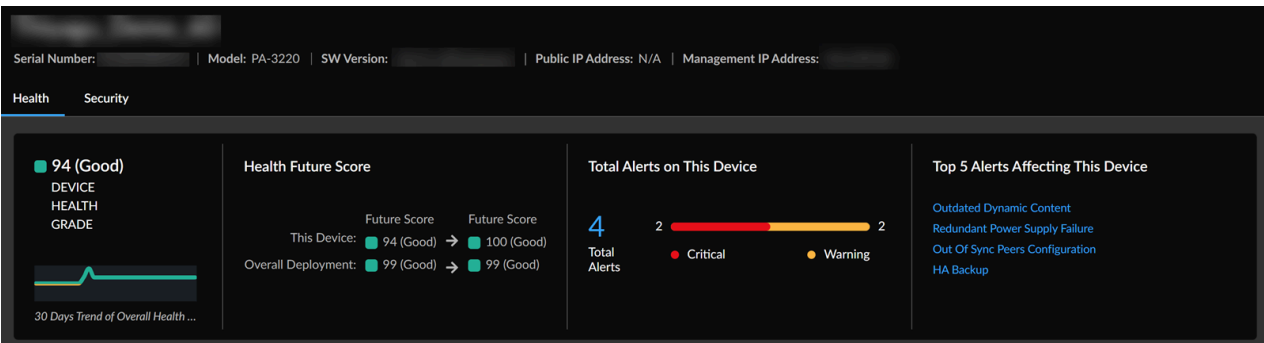 Serial Number: | Model: PA-3220 | SW Version: | Public IP Address: N/A | Management IP Address:
Health Security
94 (Good)
DEVICE
HEALTH
GRADE
30 Days Trend of Overall Health ...
Health Future Score
Future Score Future Score
This Device: 94 (Good) → 100 (Good)
Overall Deployment: 99 (Good) → 99 (Good)
Total Alerts on This Device
4
Total
Alerts
2 2
Critical Warning
Top 5 Alerts Affecting This Device
Outdated Dynamic Content
Redundant Power Supply Failure
Out Of Sync Peers Configuration
HA Backup